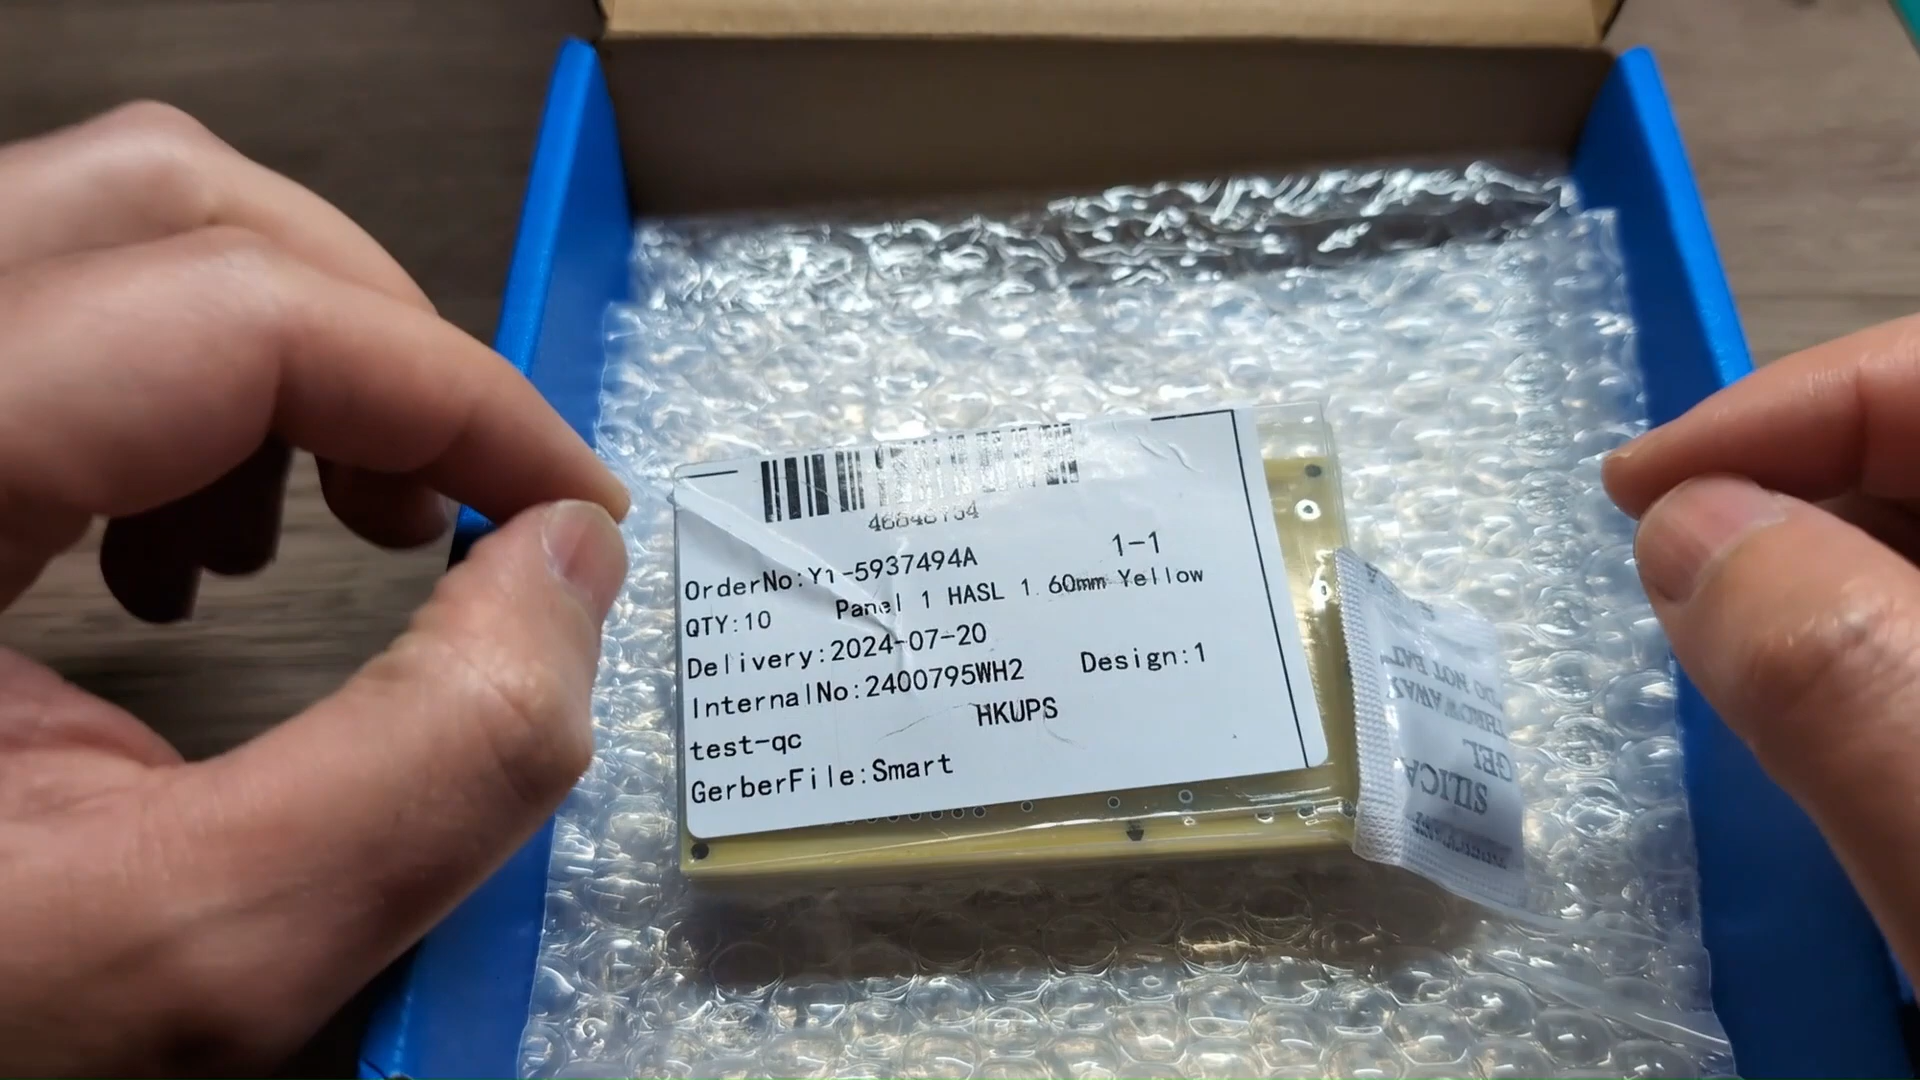 OrderNo:Y1-5937494A 1-1
QTY:10 Panel 1 HASL 1.60mm Yellow
Delivery:2024-07-20
InternalNo:2400795WH2 Design:1
HKUPS
test-qc
GerberFile:Smart
SILICA
GEL
THROW AWAY
DO NOT EAT